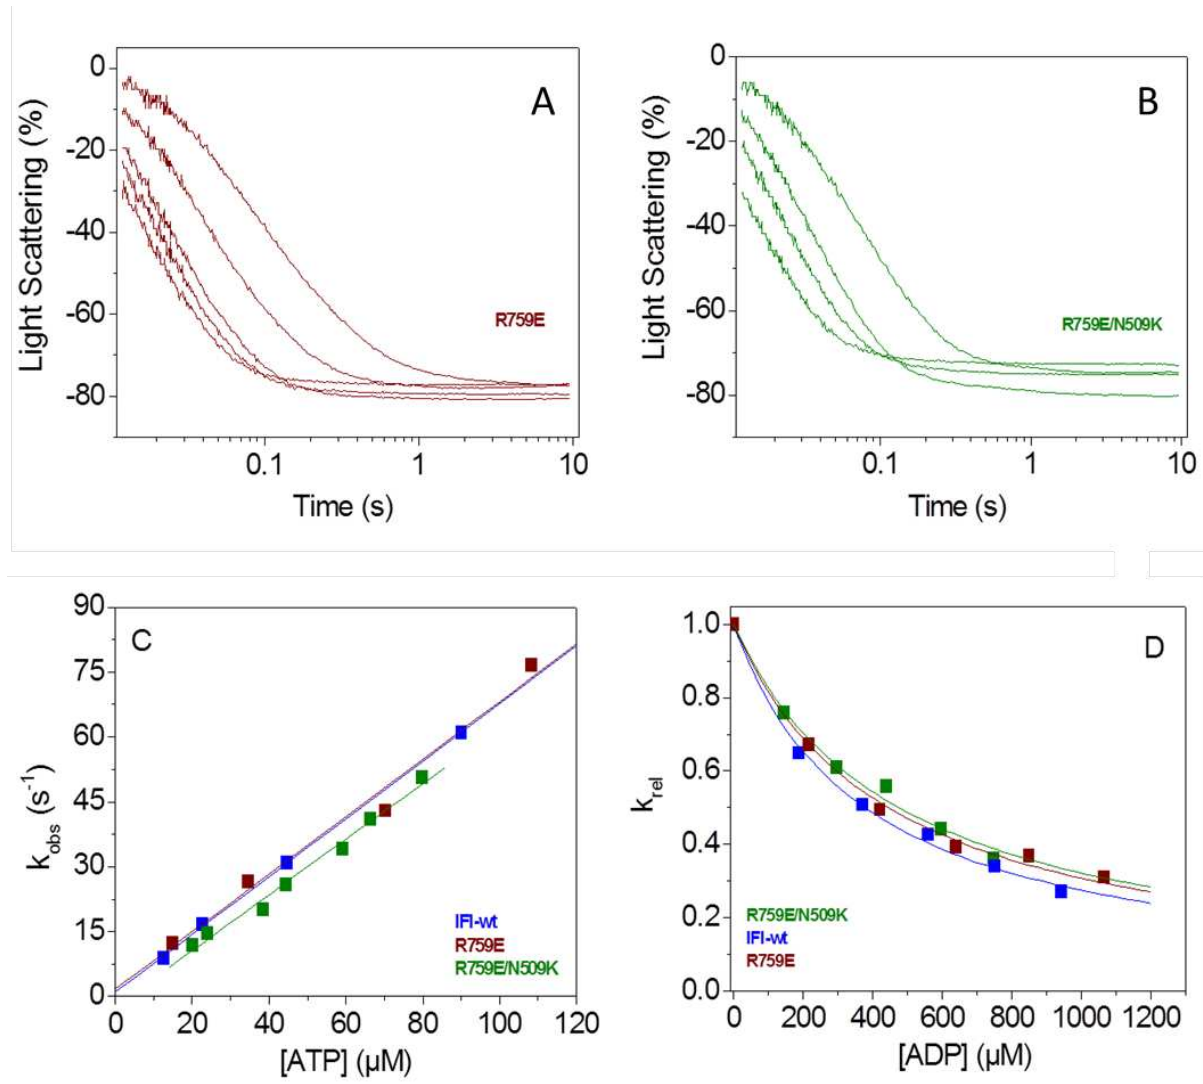 A
0
-20
-40
-60
-80
Light Scattering (%)
R759E
0.1 1 10
Time (s)
B
0
-20
-40
-60
-80
Light Scattering (%)
R759E/N509K
0.1 1 10
Time (s)
C
90
75
60
45
30
15
0
k_obs (s⁻¹)
IFI-wt
R759E
R759E/N509K
0 20 40 60 80 100 120
[ATP] (µM)
D
1.0
0.8
0.6
0.4
0.2
0.0
k_rel
R759E/N509K
IFI-wt
R759E
0 200 400 600 800 1000 1200
[ADP] (µM)